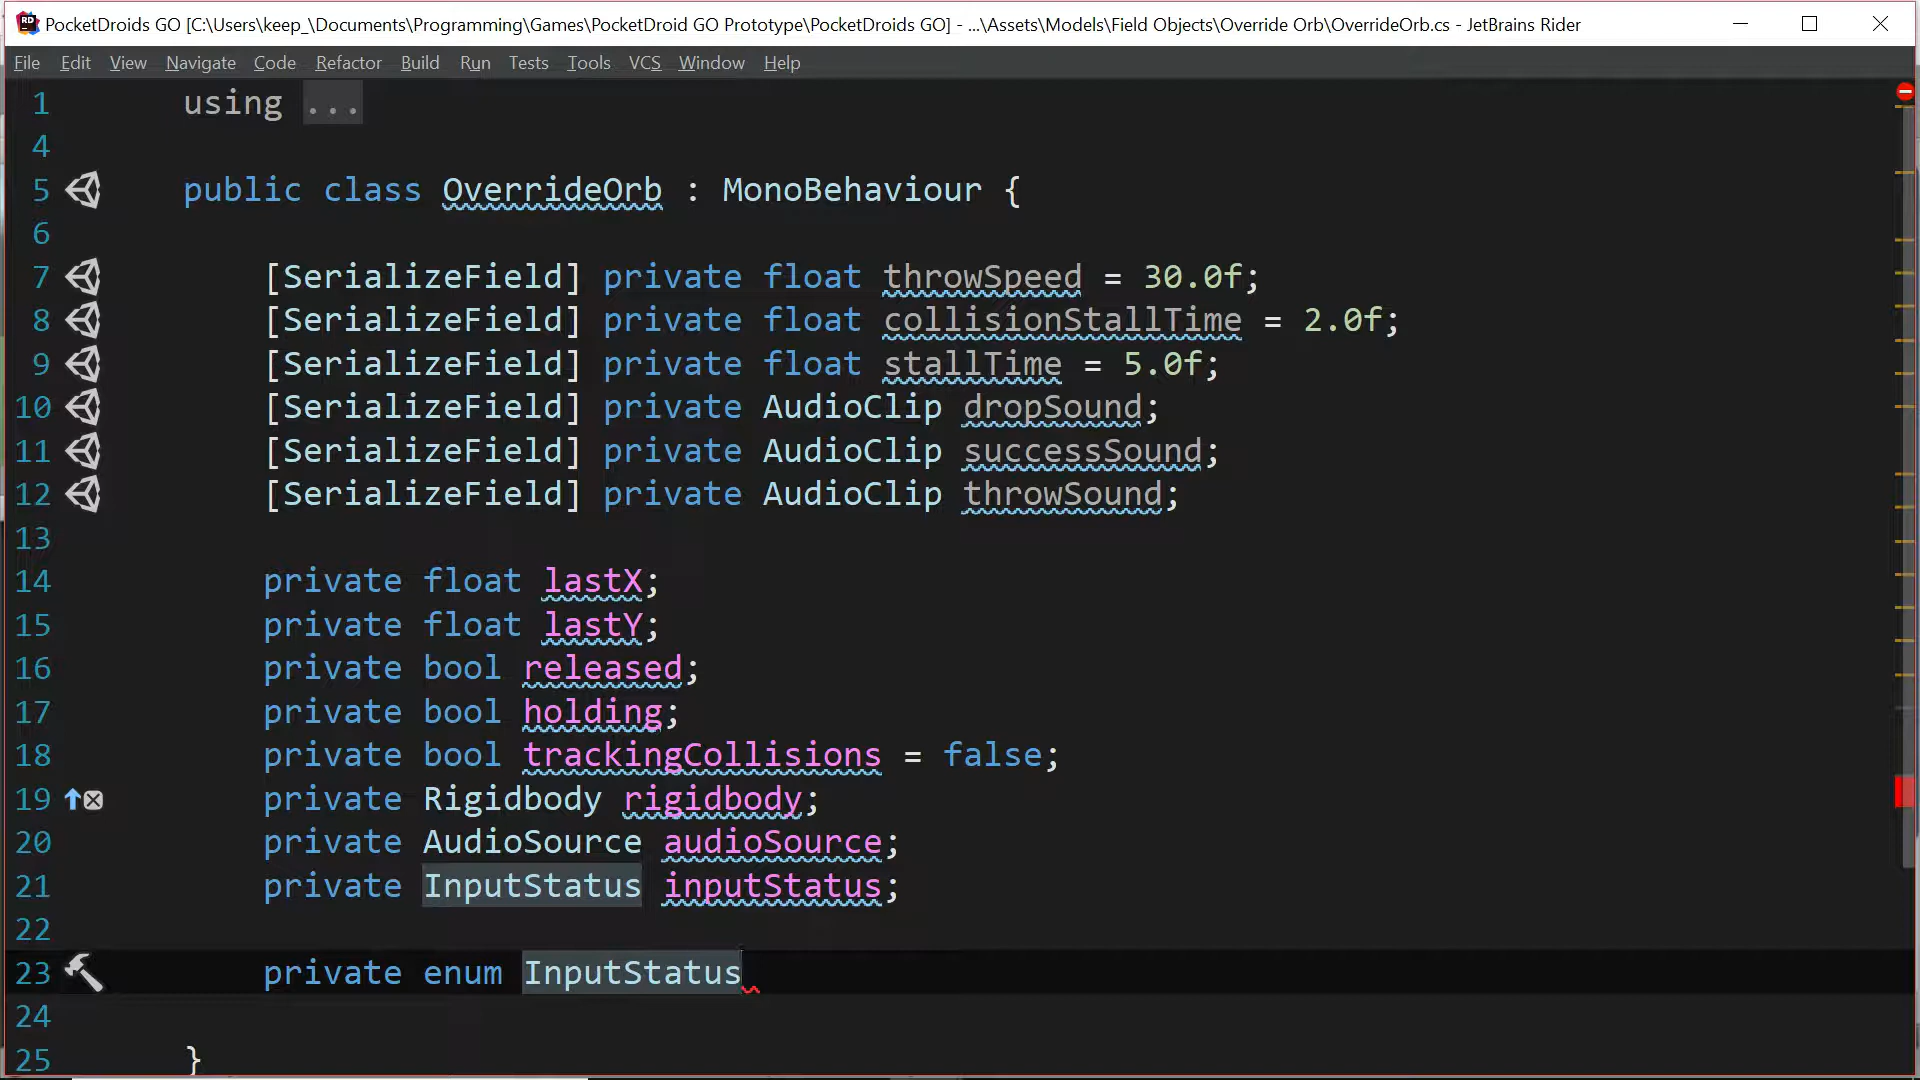 PocketDroids GO [C:\Users\keep_\Documents\Programming\Games\PocketDroid GO Prototype\PocketDroids GO] - ...\Assets\Models\Field Objects\Override Orb\OverrideOrb.cs - JetBrains Rider
File Edit View Navigate Code Refactor Build Run Tests Tools VCS Window Help
1 using ...
4
5 public class OverrideOrb : MonoBehaviour {
6
7 [SerializeField] private float throwSpeed = 30.0f;
8 [SerializeField] private float collisionStallTime = 2.0f;
9 [SerializeField] private float stallTime = 5.0f;
10 [SerializeField] private AudioClip dropSound;
11 [SerializeField] private AudioClip successSound;
12 [SerializeField] private AudioClip throwSound;
13
14 private float lastX;
15 private float lastY;
16 private bool released;
17 private bool holding;
18 private bool trackingCollisions = false;
19 private Rigidbody rigidbody;
20 private AudioSource audioSource;
21 private InputStatus inputStatus;
22
23 private enum InputStatus
24
25 }